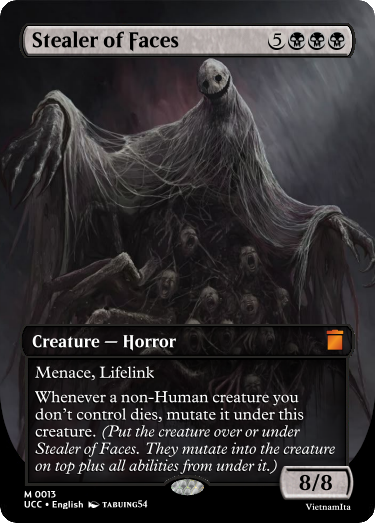 Stealer of Faces 5
Creature — Horror
Menace, Lifelink
Whenever a non-Human creature you
don't control dies, mutate it under this
creature. (Put the creature over or under
Stealer of Faces. They mutate into the creature
on top plus all abilities from under it.)
8/8
M 0013
UCC • English TABUING54
VietnamIta